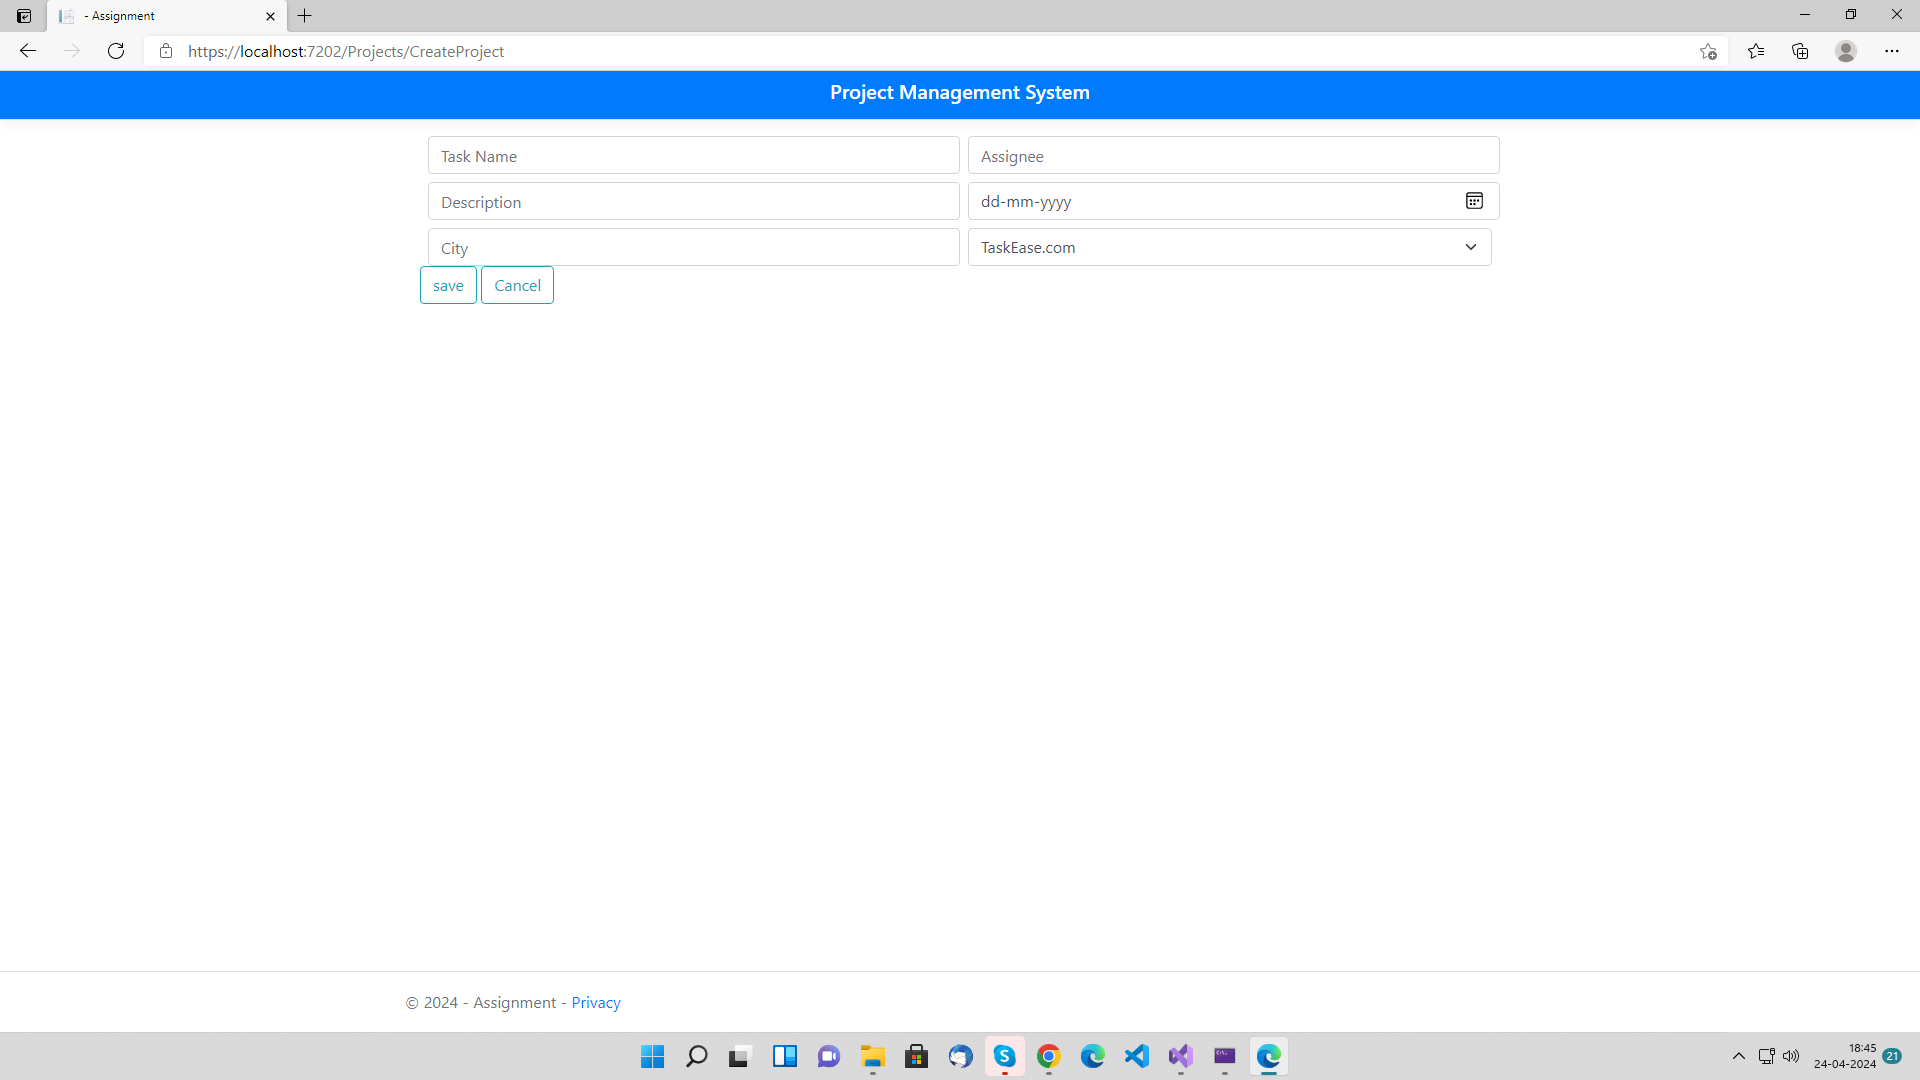 - Assignment
https://localhost:7202/Projects/CreateProject
Project Management System
Task Name
Assignee
Description
dd-mm-yyyy
City
TaskEase.com
save
Cancel
© 2024 - Assignment - Privacy
18:45
24-04-2024
21